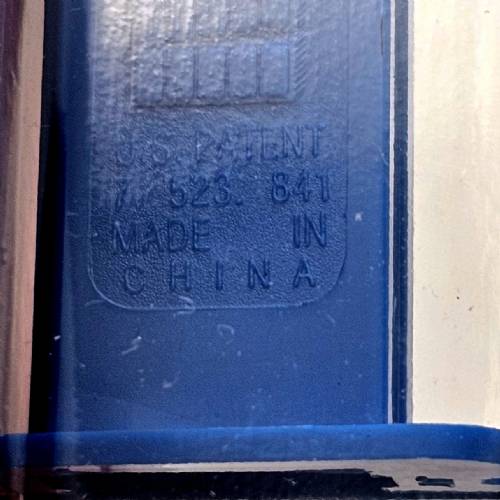 U.S. PATENT
7. 523. 841
MADE IN
CHINA